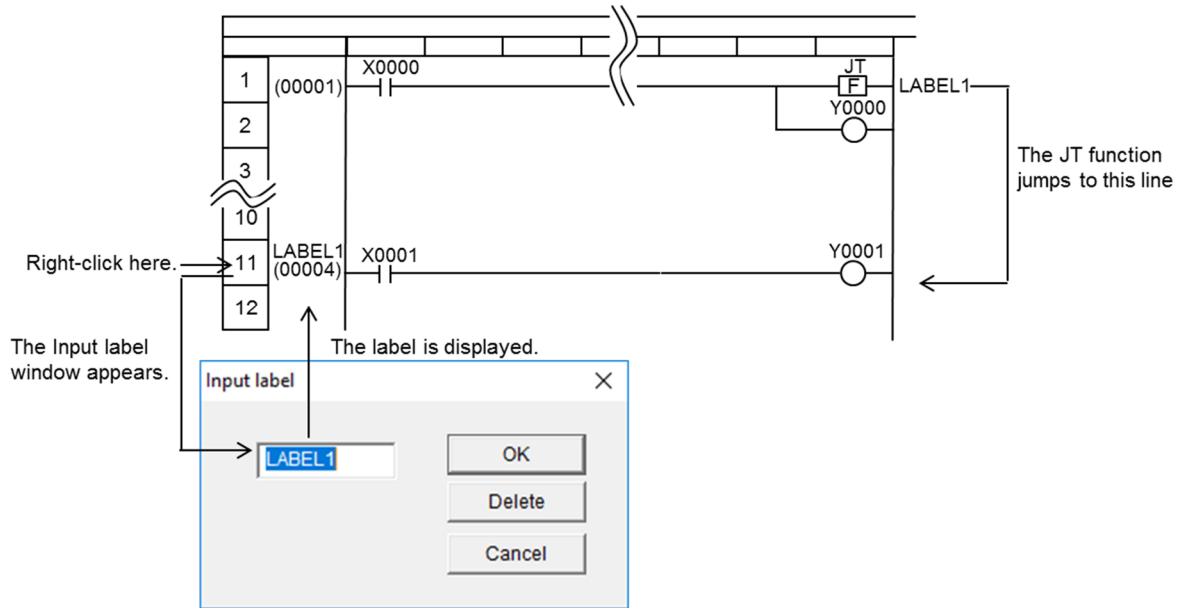 X0000
JT
1
(00001)
F
LABEL1
Y0000
2
The JT function
jumps to this line
3
10
LABEL1
X0001
Y0001
Right-click here.
11
(00004)
12
The Input label
window appears.
The label is displayed.
Input label
LABEL1
OK
Delete
Cancel